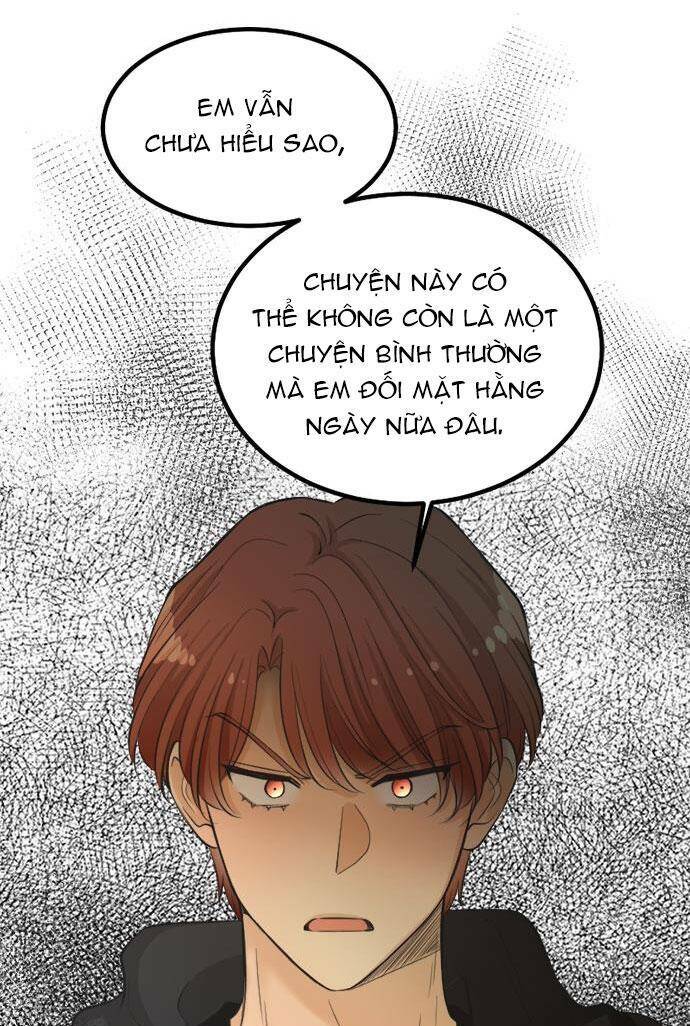 EM VẪN
CHƯA HIỂU SAO,
CHUYỆN NÀY CÓ
THỂ KHÔNG CÒN LÀ MỘT
CHUYỆN BÌNH THƯỜNG
MÀ EM ĐỐI MẶT HẰNG
NGÀY NỮA ĐÂU.